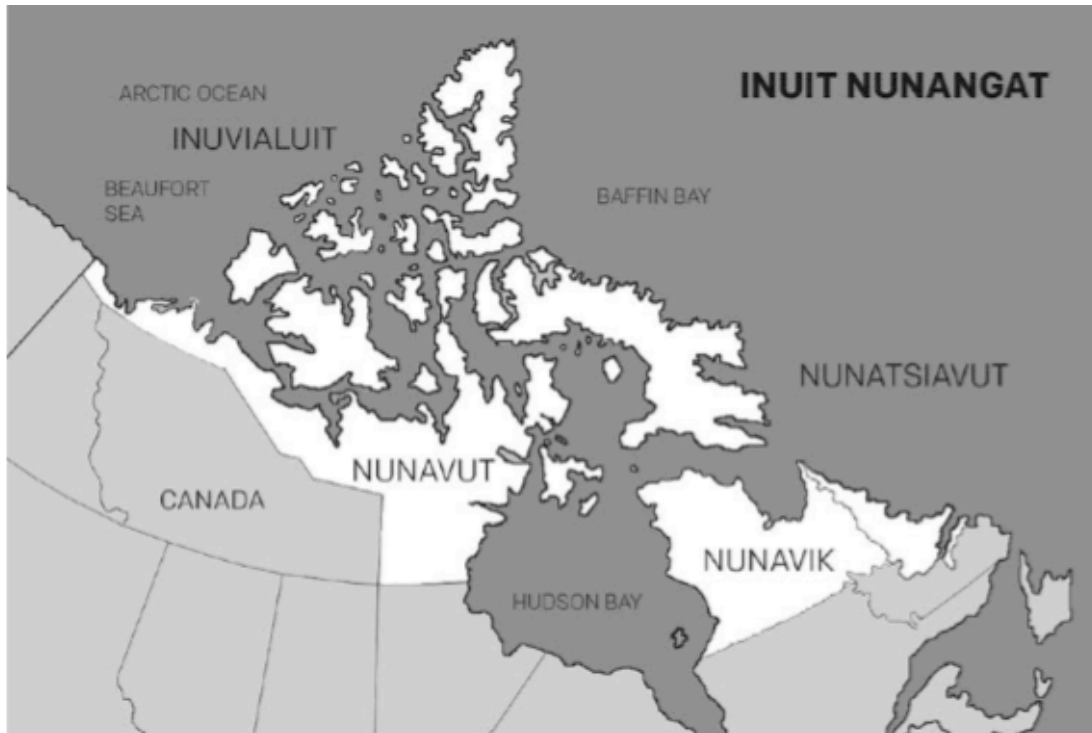 INUIT NUNANGAT
ARCTIC OCEAN
INUVIALUIT
BEAUFORT
SEA
BAFFIN BAY
NUNATSIAVUT
NUNAVUT
CANADA
NUNAVIK
HUDSON BAY